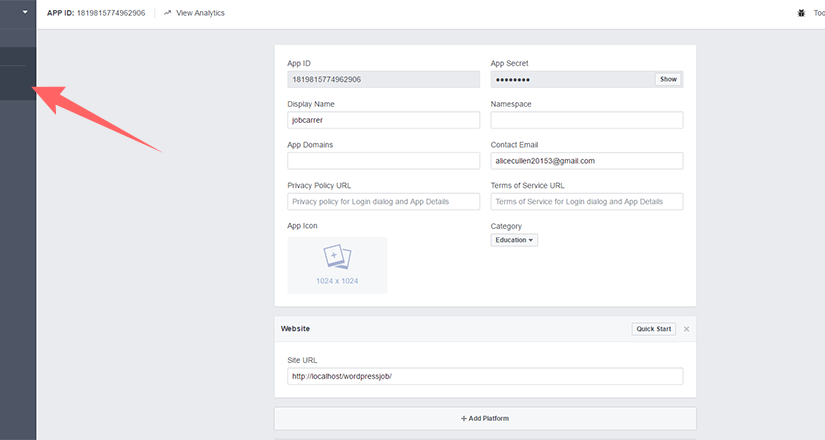 APP ID: 1819815774962906 View Analytics
App ID App Secret
1819815774962906 ●●●●●●●● Show
Display Name Namespace
jobcarrer
App Domains Contact Email
alicecullen20153@gmail.com
Privacy Policy URL Terms of Service URL
Privacy policy for Login dialog and App Details Terms of Service for Login dialog and App Details
App Icon Category
Education
1024 x 1024
Website Quick Start
Site URL
http://localhost/wordpressjob/
+ Add Platform